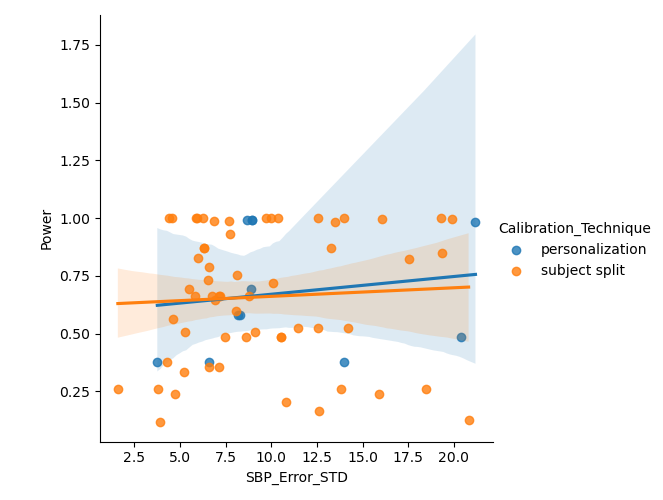 1.75
1.50
1.25
1.00
0.75
0.50
0.25
Power
2.5 5.0 7.5 10.0 12.5 15.0 17.5 20.0
SBP_Error_STD
Calibration_Technique
personalization
subject split